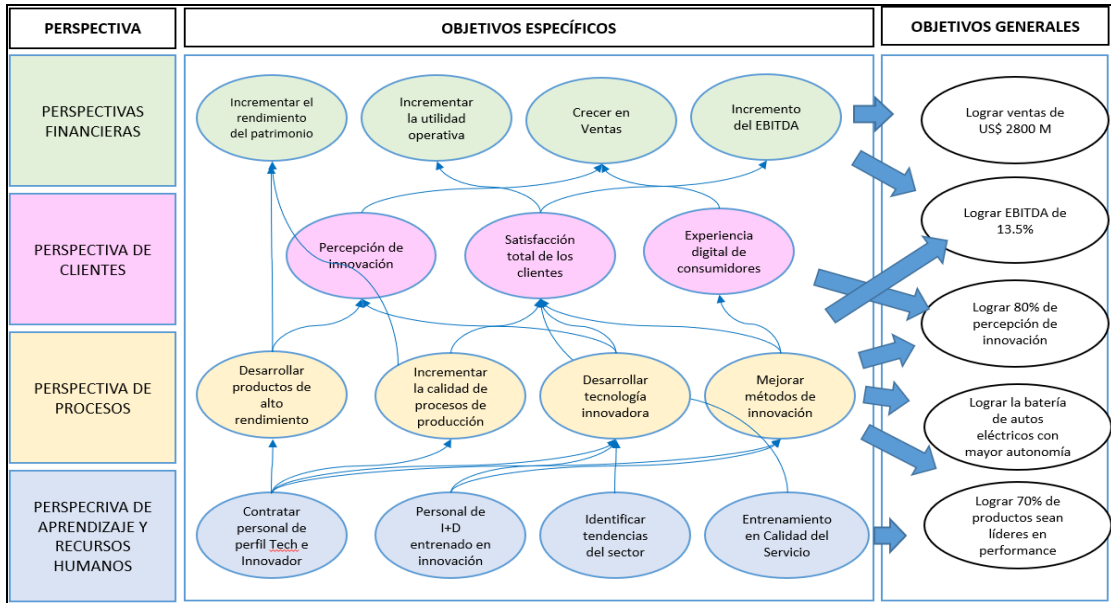 PERSPECTIVA
OBJETIVOS ESPECÍFICOS
OBJETIVOS GENERALES
PERSPECTIVAS
FINANCIERAS
Incrementar el
rendimiento
del patrimonio
Incrementar
la utilidad
operativa
Crecer en
Ventas
Incremento
del EBITDA
Lograr ventas de
US$ 2800 M
Lograr EBITDA de
13.5%
PERSPECTIVA DE
CLIENTES
Percepción de
innovación
Satisfacción
total de los
clientes
Experiencia
digital de
consumidores
Lograr 80% de
percepción de
innovación
PERSPECTIVA DE
PROCESOS
Desarrollar
productos de
alto
rendimiento
Incrementar
la calidad de
procesos de
producción
Desarrollar
tecnología
innovadora
Mejorar
métodos de
innovación
Lograr la batería
de autos
eléctricos con
mayor autonomía
PERSPECRIVA DE
APRENDIZAJE Y
RECURSOS
HUMANOS
Contratar
personal de
perfil Tech e
Innovador
Personal de
I+D
entrenado en
innovación
Identificar
tendencias
del sector
Entrenamiento
en Calidad del
Servicio
Lograr 70% de
productos sean
líderes en
performance